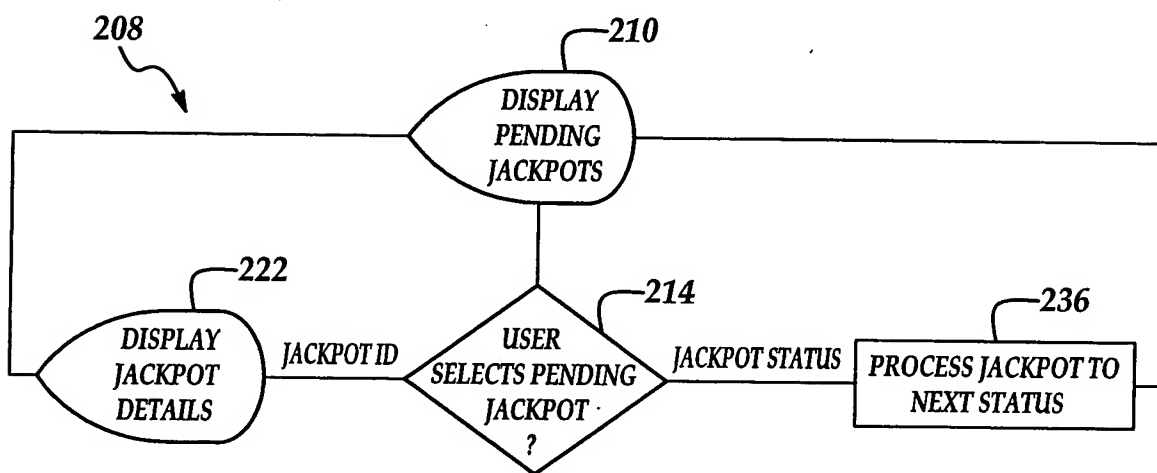 208
210
DISPLAY
PENDING
JACKPOTS
222
214
236
DISPLAY
JACKPOT
DETAILS
JACKPOT ID
USER
SELECTS PENDING
JACKPOT
?
JACKPOT STATUS
PROCESS JACKPOT TO
NEXT STATUS